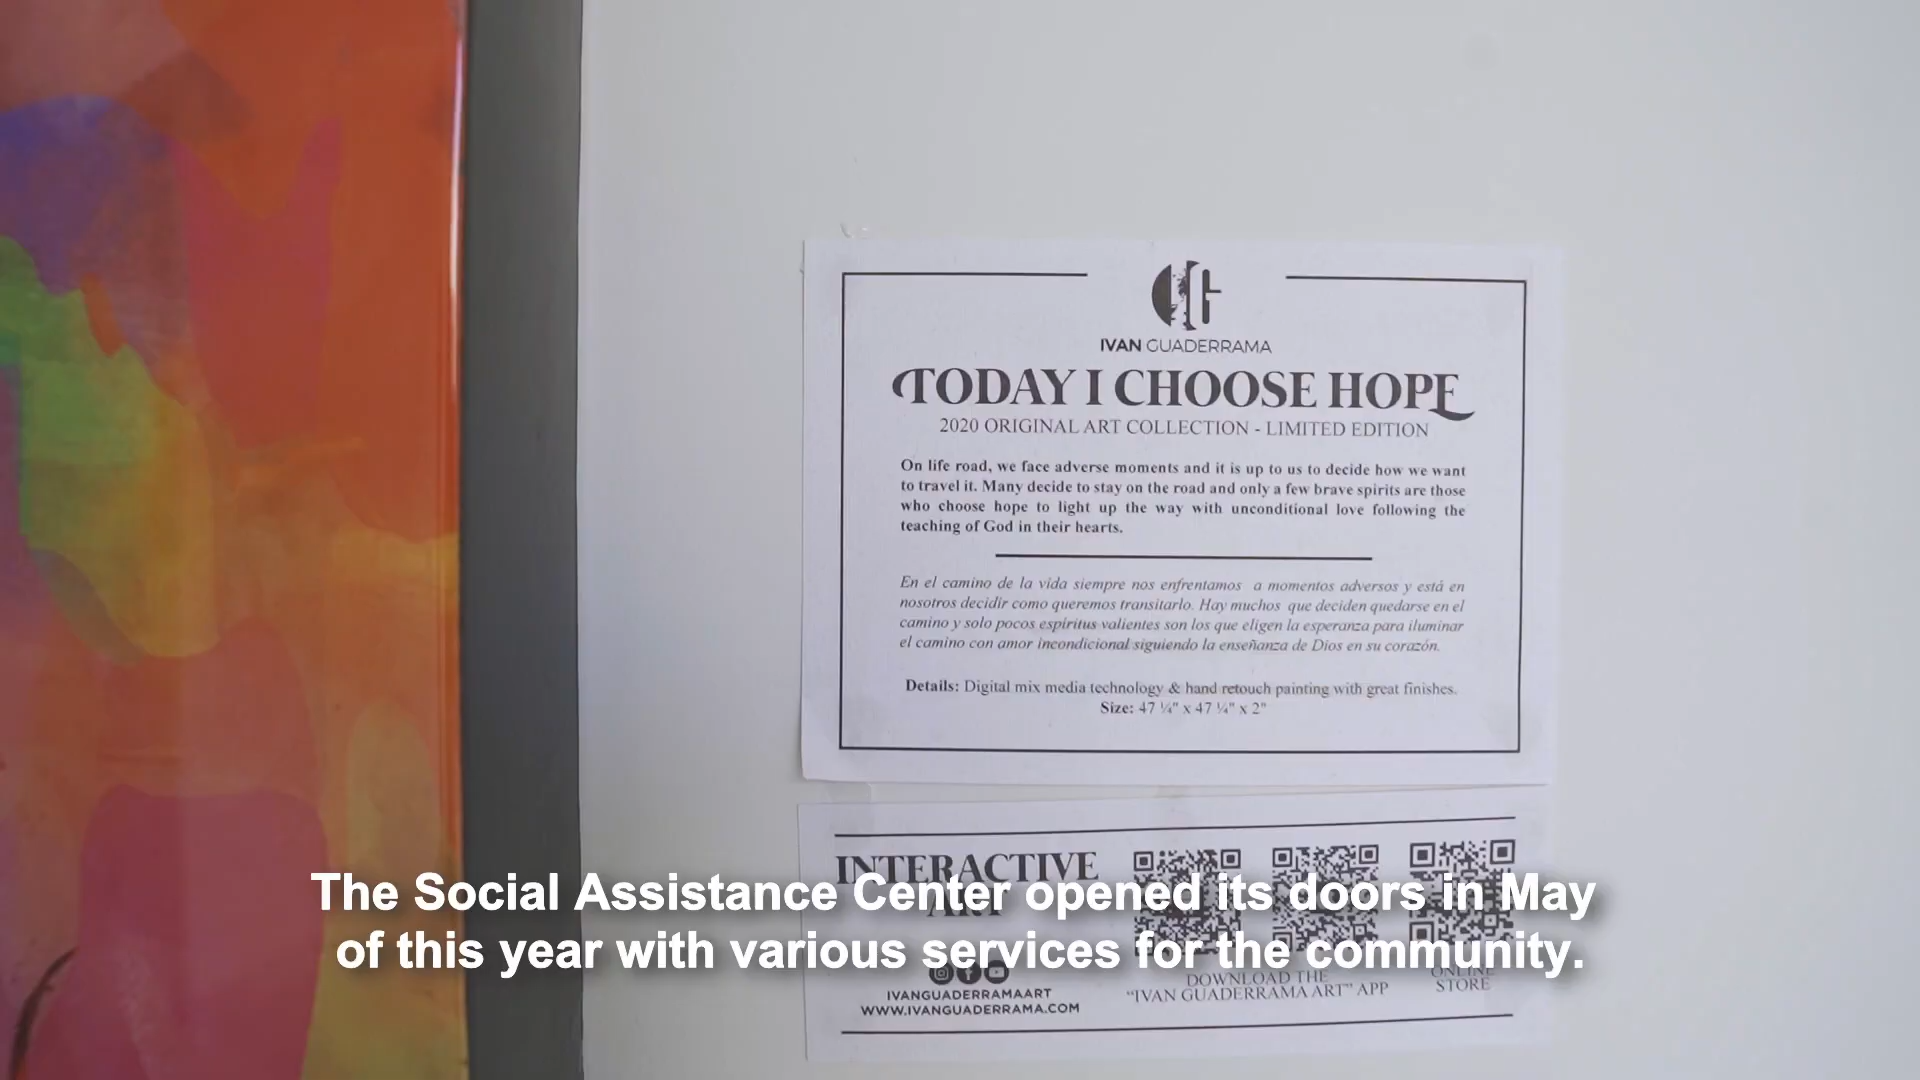 IVAN GUADERRAMA
TODAY I CHOOSE HOPE
2020 ORIGINAL ART COLLECTION - LIMITED EDITION
On life road, we face adverse moments and it is up to us to decide how we want
to travel it. Many decide to stay on the road and only a few brave spirits are those
who choose hope to light up the way with unconditional love following the
teaching of God in their hearts.
En el camino de la vida siempre nos enfrentamos a momentos adversos y está en
nosotros decidir como queremos transitarlo. Hay muchos que deciden quedarse en el
camino y solo pocos espíritus valientes son los que eligen la esperanza para iluminar
el camino con amor incondicional siguiendo la enseñanza de Dios en su corazón.
Details: Digital mix media technology & hand retouch painting with great finishes.
Size: 47 ¼" x 47 ¼" x 2"
INTERACTIVE
ART
The Social Assistance Center opened its doors in May
of this year with various services for the community.
IVANGUADERRAMAART
WWW.IVANGUADERRAMA.COM
DOWNLOAD THE
"IVAN GUADERRAMA ART" APP
ONLINE
STORE